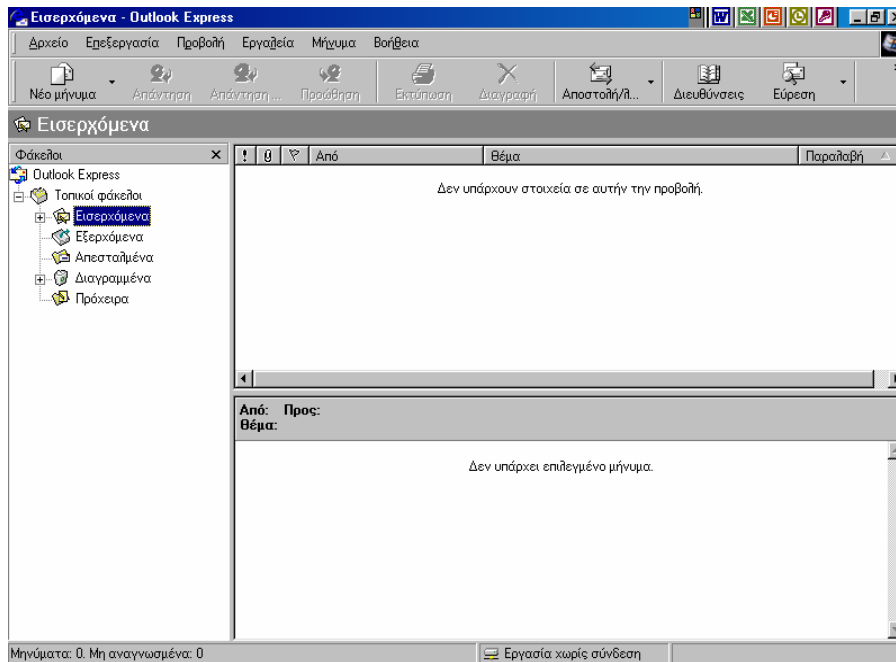 Εισερχόμενα - Outlook Express
Αρχείο Επεξεργασία Προβολή Εργαλεία Μήνυμα Βοήθεια
Νέο μήνυμα Απάντηση Απάντηση ... Προώθηση Εκτύπωση Διαγραφή Αποστολή/λ... Διευθύνσεις Εύρεση
Εισερχόμενα
Φάκελοι
Outlook Express
Τοπικοί φάκελοι
Εισερχόμενα
Εξερχόμενα
Απεσταλμένα
Διαγραμμένα
Πρόχειρα
Από Θέμα Παραλαβή
Δεν υπάρχουν στοιχεία σε αυτήν την προβολή.
Από: Προς:
Θέμα:
Δεν υπάρχει επιλεγμένο μήνυμα.
Μηνύματα: 0. Μη αναγνωσμένα: 0 Εργασία χωρίς σύνδεση